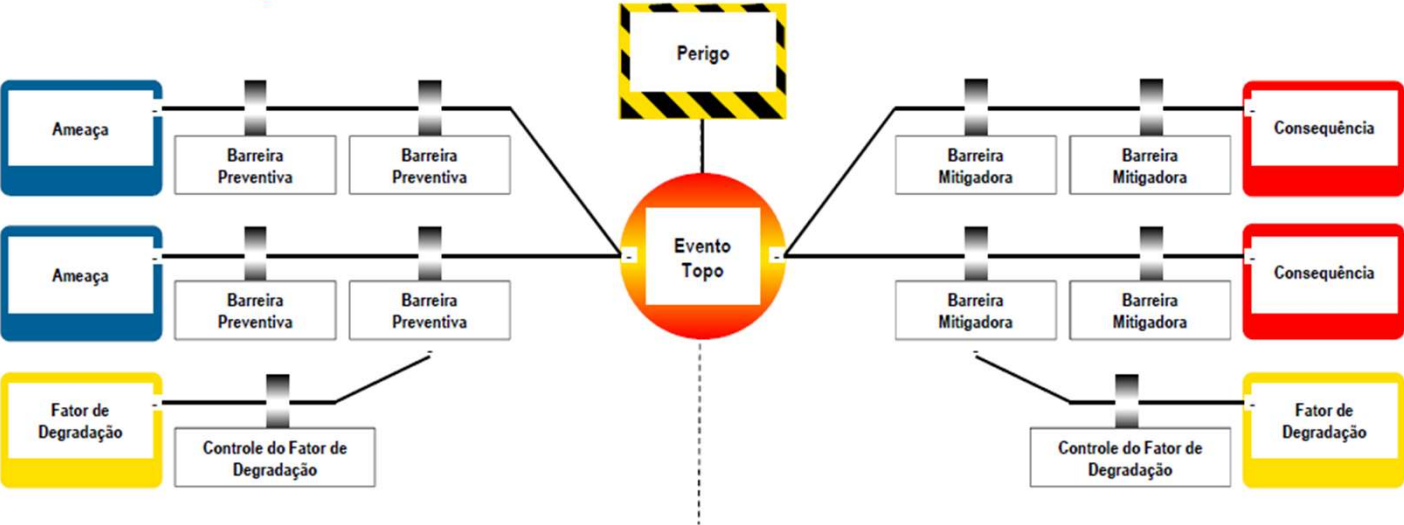 Perigo
Ameaça
Barreira
Preventiva
Barreira
Preventiva
Barreira
Mitigadora
Barreira
Mitigadora
Consequência
Evento
Topo
Ameaça
Barreira
Preventiva
Barreira
Preventiva
Barreira
Mitigadora
Barreira
Mitigadora
Consequência
Fator de
Degradação
Controle do Fator de
Degradação
Controle do Fator de
Degradação
Fator de
Degradação